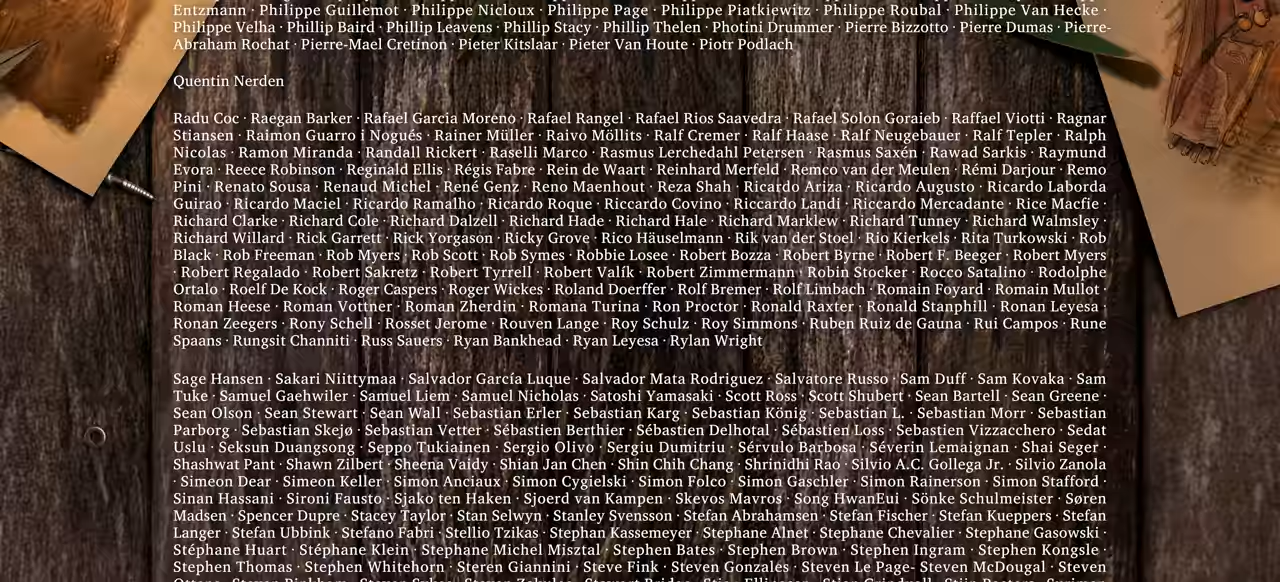 Entzmann · Philippe Guillemot · Philippe Nicloux · Philippe Page · Philippe Piatkiewitz · Philippe Roubal · Philippe Van Hecke ·
Philippe Velha · Phillip Baird · Phillip Leavens · Phillip Stacy · Phillip Thelen · Photini Drummer · Pierre Bizzotto · Pierre Dumas · Pierre-
Abraham Rochat · Pierre-Mael Cretinon · Pieter Kitslaar · Pieter Van Houte · Piotr Podlach
Quentin Nerden
Radu Coc · Raegan Barker · Rafael Garcia Moreno · Rafael Rangel · Rafael Rios Saavedra · Rafael Solon Goraieb · Raffael Viotti · Ragnar
Stiansen · Raimon Guarro i Nogués · Rainer Müller · Raivo Möllits · Ralf Cremer · Ralf Haase · Ralf Neugebauer · Ralf Tepler · Ralph
Nicolas · Ramon Miranda · Randall Rickert · Raselli Marco · Rasmus Lerchedahl Petersen · Rasmus Saxén · Rawad Sarkis · Raymund
Evora · Reece Robinson · Reginald Ellis · Régis Fabre · Rein de Waart · Reinhard Merfeld · Remco van der Meulen · Rémi Darjour · Remo
Pini · Renato Sousa · Renaud Michel · René Genz · Reno Maenhout · Reza Shah · Ricardo Ariza · Ricardo Augusto · Ricardo Laborda
Guirao · Ricardo Maciel · Ricardo Ramalho · Ricardo Roque · Riccardo Covino · Riccardo Landi · Riccardo Mercadante · Rice Macfie ·
Richard Clarke · Richard Cole · Richard Dalzell · Richard Hade · Richard Hale · Richard Marklew · Richard Tunney · Richard Walmsley ·
Richard Willard · Rick Garrett · Rick Yorgason · Ricky Grove · Rico Häuselmann · Rik van der Stoel · Rio Kierkels · Rita Turkowski · Rob
Black · Rob Freeman · Rob Myers · Rob Scott · Rob Symes · Robbie Losee · Robert Bozza · Robert Byrne · Robert F. Beeger · Robert Myers
· Robert Regalado · Robert Sakretz · Robert Tyrrell · Robert Valík · Robert Zimmermann · Robin Stocker · Rocco Satalino · Rodolphe
Ortalo · Roelf De Kock · Roger Caspers · Roger Wickes · Roland Doerffer · Rolf Bremer · Rolf Limbach · Romain Foyard · Romain Mullot ·
Roman Heese · Roman Vottner · Roman Zherdin · Romana Turina · Ron Proctor · Ronald Raxter · Ronald Stanphill · Ronan Leyesa ·
Ronan Zeegers · Rony Schell · Rosset Jerome · Rouven Lange · Roy Schulz · Roy Simmons · Ruben Ruiz de Gauna · Rui Campos · Rune
Spaans · Rungsit Channiti · Russ Sauers · Ryan Bankhead · Ryan Leyesa · Rylan Wright
Sage Hansen · Sakari Niittymaa · Salvador García Luque · Salvador Mata Rodriguez · Salvatore Russo · Sam Duff · Sam Kovaka · Sam
Tuke · Samuel Gaehwiler · Samuel Liem · Samuel Nicholas · Satoshi Yamasaki · Scott Ross · Scott Shubert · Sean Bartell · Sean Greene ·
Sean Olson · Sean Stewart · Sean Wall · Sebastian Erler · Sebastian Karg · Sebastian König · Sebastian L. · Sebastian Morr · Sebastian
Parborg · Sebastian Skejø · Sebastian Vetter · Sébastien Berthier · Sébastien Delhotal · Sébastien Loss · Sebastien Vizzacchero · Sedat
Uslu · Seksun Duangsong · Seppo Tukiainen · Sergio Olivo · Sergiu Dumitriu · Sérvulo Barbosa · Séverin Lemaignan · Shai Seger ·
Shashwat Pant · Shawn Zilbert · Sheena Vaidy · Shian Jan Chen · Shin Chih Chang · Shrinidhi Rao · Silvio A.C. Gollega Jr. · Silvio Zanola
· Simeon Dear · Simeon Keller · Simon Anciaux · Simon Cygielski · Simon Folco · Simon Gaschler · Simon Rainerson · Simon Stafford ·
Sinan Hassani · Sironi Fausto · Sjako ten Haken · Sjoerd van Kampen · Skevos Mavros · Song HwanEui · Sönke Schulmeister · Søren
Madsen · Spencer Dupre · Stacey Taylor · Stan Selwyn · Stanley Svensson · Stefan Abrahamsen · Stefan Fischer · Stefan Kueppers · Stefan
Langer · Stefan Ubbink · Stefano Fabri · Stellio Tzikas · Stephan Kassemeyer · Stephane Alnet · Stephane Chevalier · Stephane Gasowski ·
Stéphane Huart · Stéphane Klein · Stephane Michel Misztal · Stephen Bates · Stephen Brown · Stephen Ingram · Stephen Kongsle ·
Stephen Thomas · Stephen Whitehorn · Steren Giannini · Steve Fink · Steven Gonzales · Steven Le Page· Steven McDougal · Steven